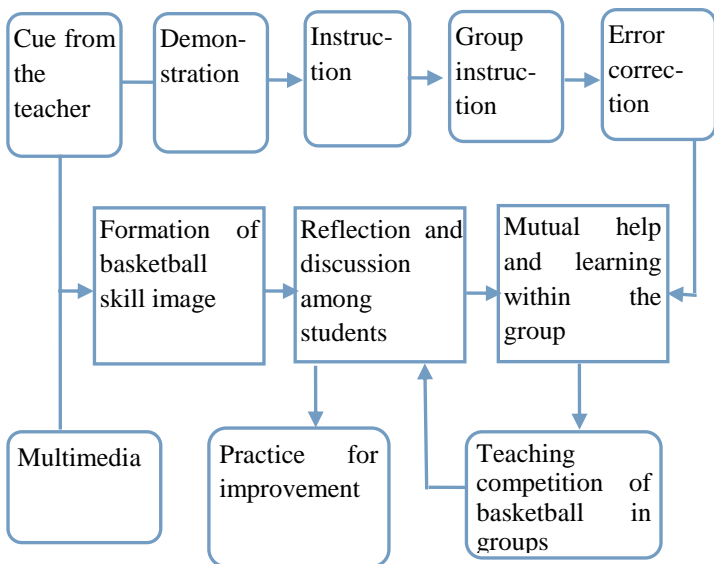 Cue from
the
teacher
Demon-
stration
Instruc-
tion
Group
instruc-
tion
Error
correc-
tion
Formation of
basketball
skill image
Reflection and
discussion
among
students
Mutual help
and learning
within the
group
Multimedia
Practice for
improvement
Teaching
competition of
basketball in
groups